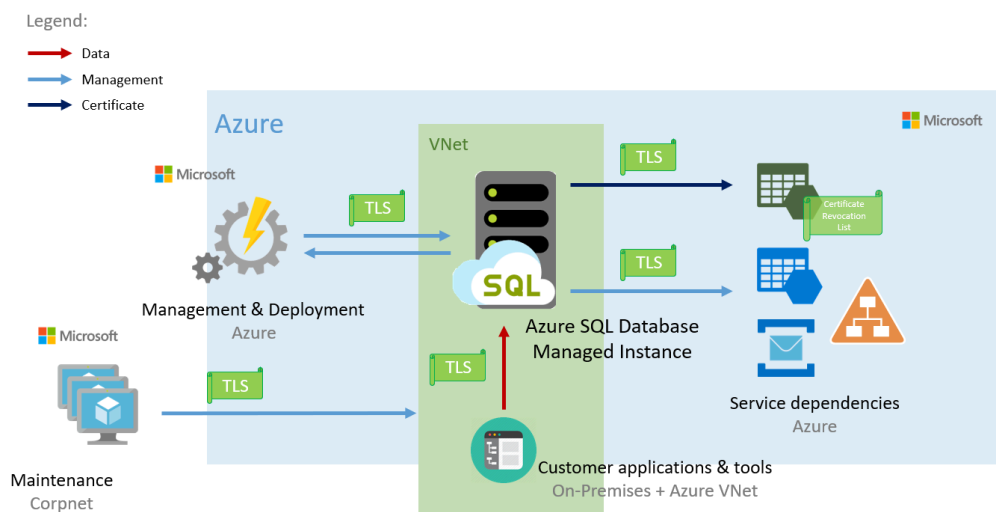 Legend:
Data
Management
Certificate
Azure
Microsoft
VNet
TLS
Microsoft
TLS
Certificate
Revocation
List
TLS
SQL
Management & Deployment
Azure
Azure SQL Database
Managed Instance
Microsoft
TLS
TLS
Service dependencies
Azure
Customer applications & tools
On-Premises + Azure VNet
Maintenance
Corpnet